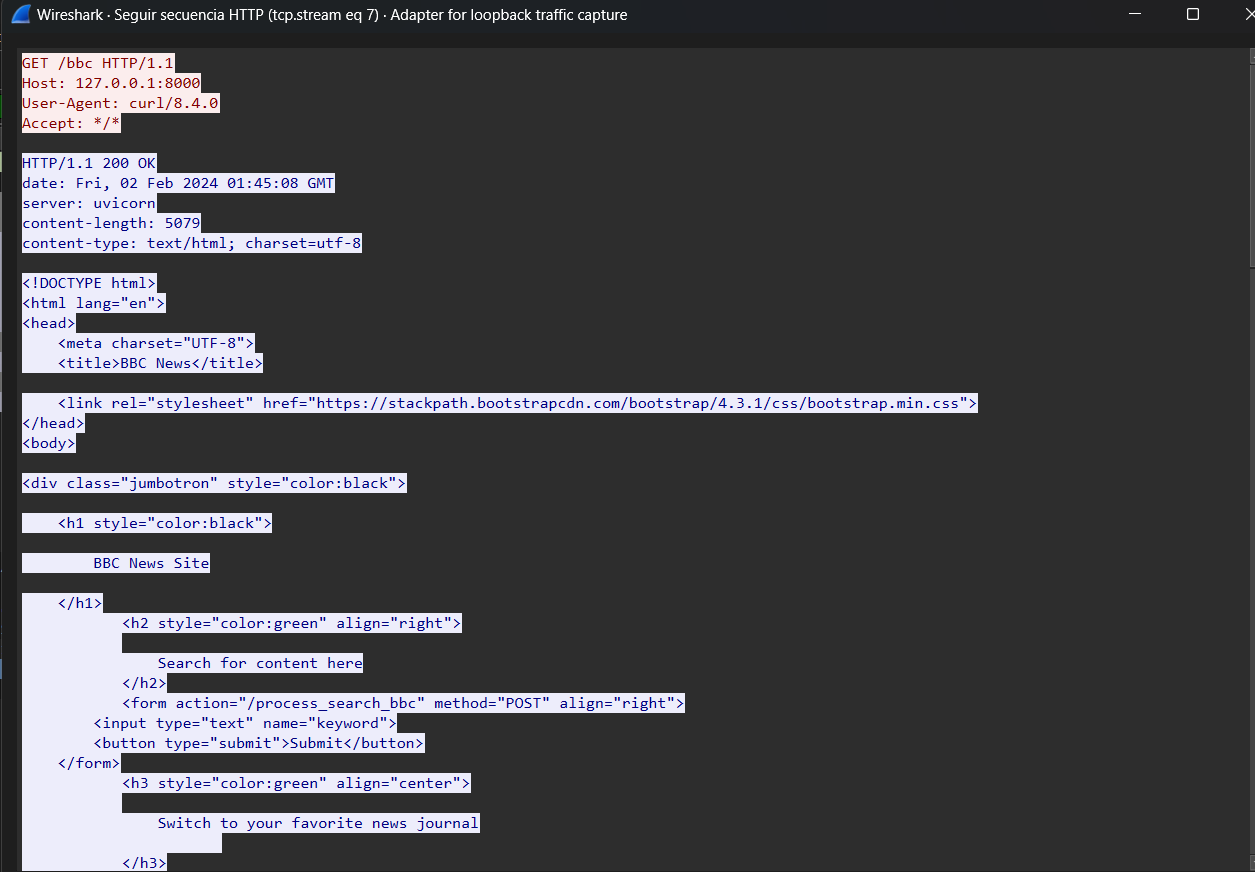 Wireshark · Seguir secuencia HTTP (tcp.stream eq 7) · Adapter for loopback traffic capture
GET /bbc HTTP/1.1
Host: 127.0.0.1:8000
User-Agent: curl/8.4.0
Accept: */*
HTTP/1.1 200 OK
date: Fri, 02 Feb 2024 01:45:08 GMT
server: uvicorn
content-length: 5079
content-type: text/html; charset=utf-8
<!DOCTYPE html>
<html lang="en">
<head>
    <meta charset="UTF-8">
    <title>BBC News</title>
    <link rel="stylesheet" href="https://stackpath.bootstrapcdn.com/bootstrap/4.3.1/css/bootstrap.min.css">
</head>
<body>
<div class="jumbotron" style="color:black">
    <h1 style="color:black">
        BBC News Site
    </h1>
    <h2 style="color:green" align="right">
        Search for content here
    </h2>
    <form action="/process_search_bbc" method="POST" align="right">
        <input type="text" name="keyword">
        <button type="submit">Submit</button>
    </form>
    <h3 style="color:green" align="center">
        Switch to your favorite news journal
    </h3>